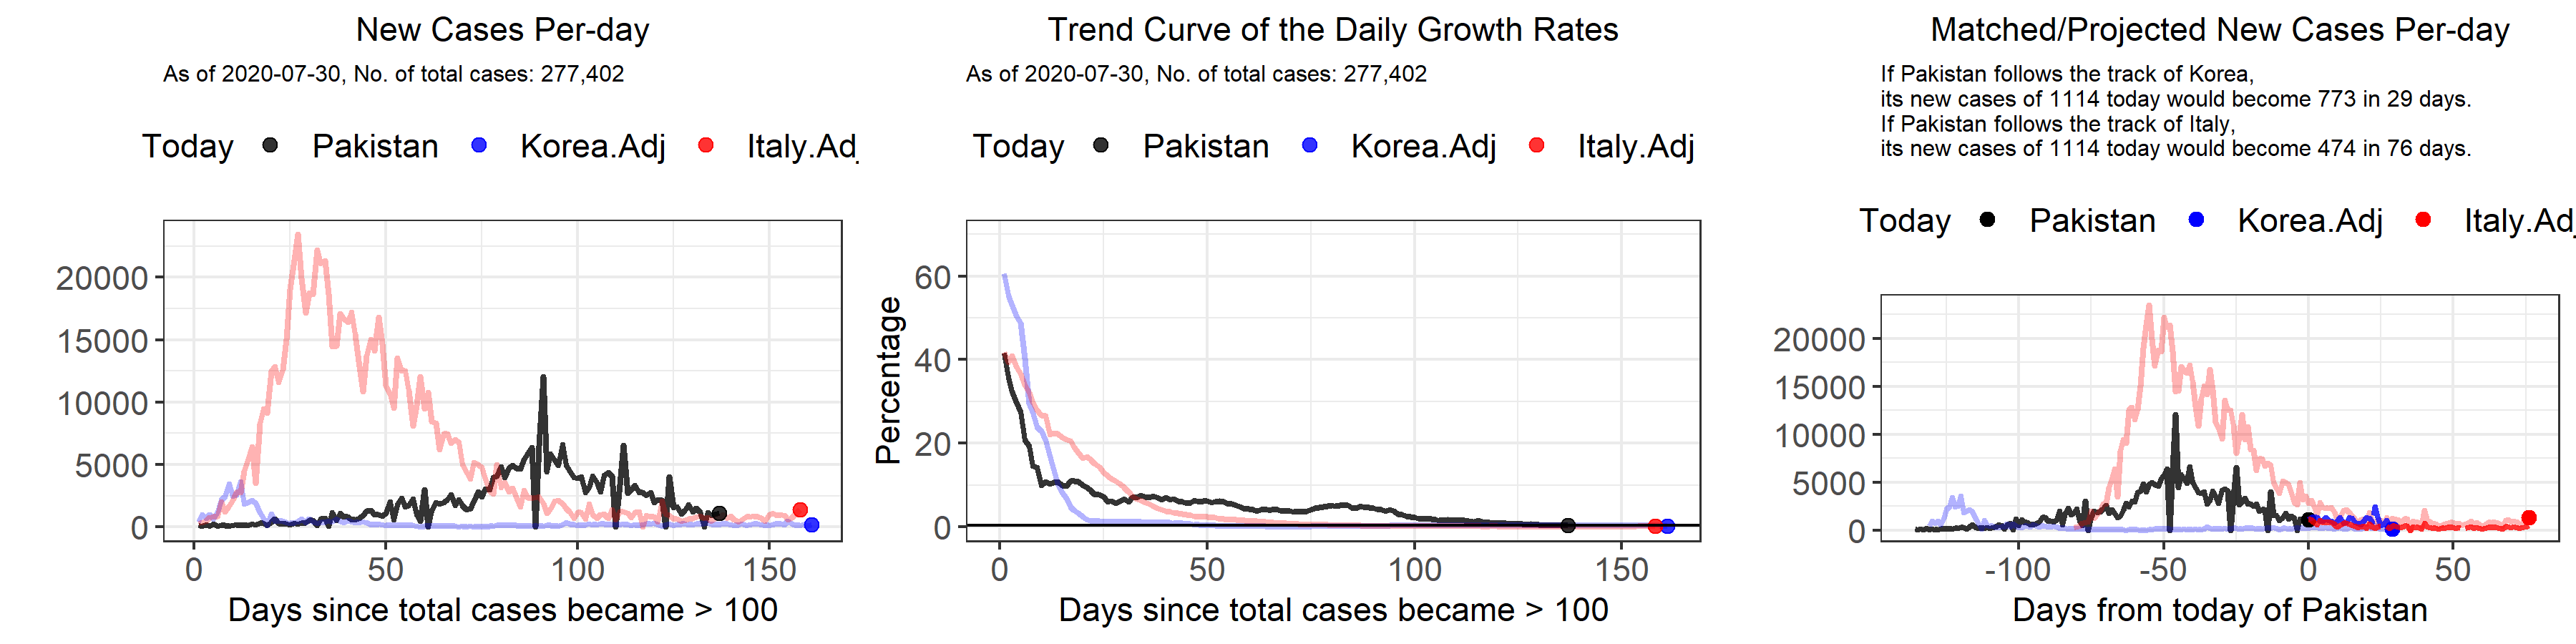 New Cases Per-day
As of 2020-07-30, No. of total cases: 277,402
Today Pakistan Korea.Adj Italy.Adj
20000
15000
10000
5000
0
0 50 100 150
Days since total cases became > 100
Trend Curve of the Daily Growth Rates
As of 2020-07-30, No. of total cases: 277,402
Today Pakistan Korea.Adj Italy.Adj
Percentage
60
40
20
0
0 50 100 150
Days since total cases became > 100
Matched/Projected New Cases Per-day
If Pakistan follows the track of Korea,
its new cases of 1114 today would become 773 in 29 days.
If Pakistan follows the track of Italy,
its new cases of 1114 today would become 474 in 76 days.
Today Pakistan Korea.Adj Italy.Adj
20000
15000
10000
5000
0
-100 -50 0 50
Days from today of Pakistan